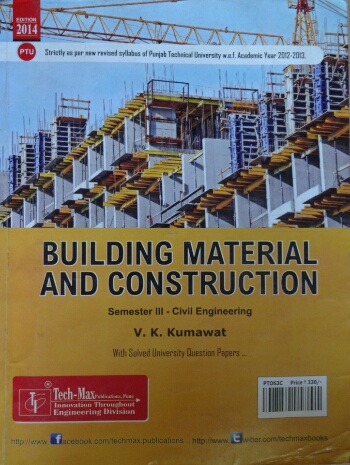 EDITION
2014
PTU
Strictly as per new revised syllabus of Punjab Technical University w.e.f. Academic Year 2012-2013.
BUILDING MATERIAL
AND CONSTRUCTION
Semester III - Civil Engineering
V. K. Kumawat
With Solved University Question Papers ...
Tech-Max Publications, Pune
Innovation Throughout
Engineering Division
PTO63C Price ₹ 320/-
http://www.facebook.com/techmax.publications http://www.twitter.com/techmaxbooks